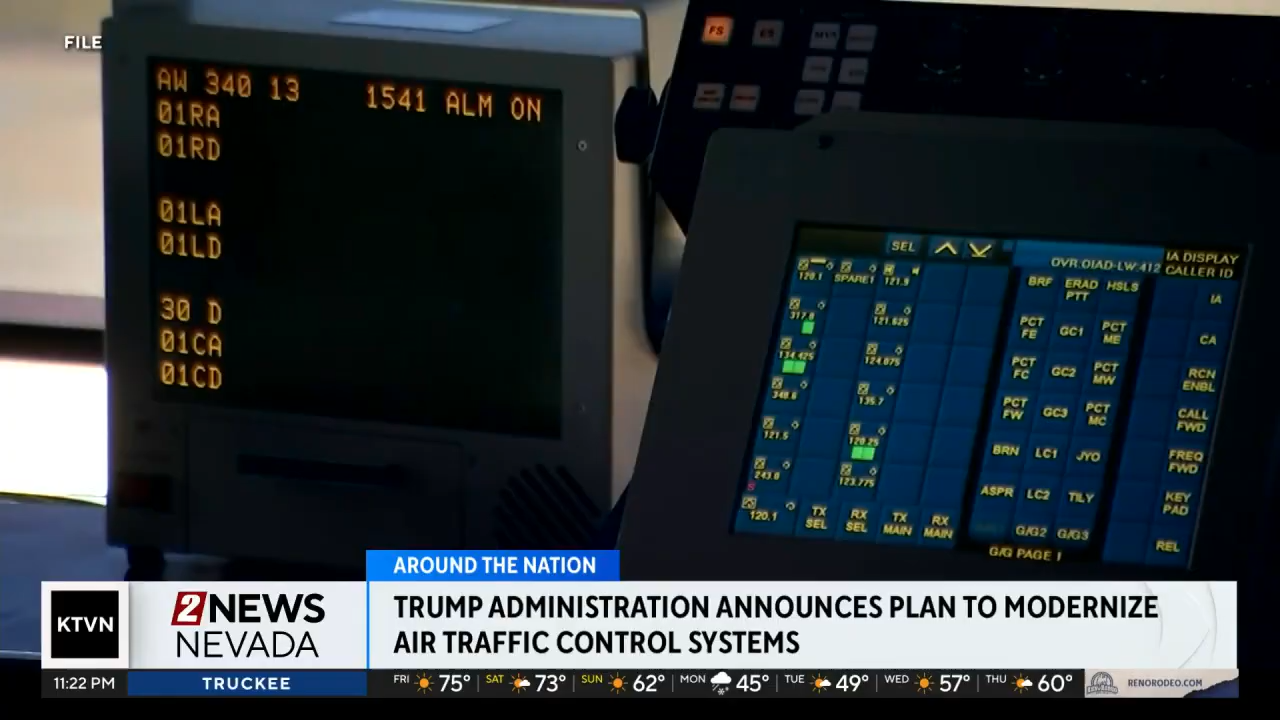 FILE
AW 340 13 1541 ALM ON
01RA
01RD
01LA
01LD
30 D
01CA
01CD
FS
ES
SEL
OVR:OIAD-LW:412
IA DISPLAY
CALLER ID
SPARE1
121.9
BRF
ERAD
PTT
HSLS
IA
317.8
121.625
PCT
FE
GC1
PCT
ME
CA
134.425
124.075
PCT
FC
GC2
PCT
MW
RCN
ENBL
348.6
135.7
PCT
FW
GC3
PCT
MC
CALL
FWD
121.5
120.25
BRN
LC1
JYO
FREQ
FWD
243.0
123.775
ASPR
LC2
TILY
KEY
PAD
120.1
TX
SEL
RX
SEL
TX
MAIN
RX
MAIN
G/G2
G/G3
REL
G/G PAGE 1
AROUND THE NATION
KTVN
2 NEWS
NEVADA
TRUMP ADMINISTRATION ANNOUNCES PLAN TO MODERNIZE
AIR TRAFFIC CONTROL SYSTEMS
11:22 PM TRUCKEE FRI 75° SAT 73° SUN 62° MON 45° TUE 49° WED 57° THU 60° RENORODEO.COM